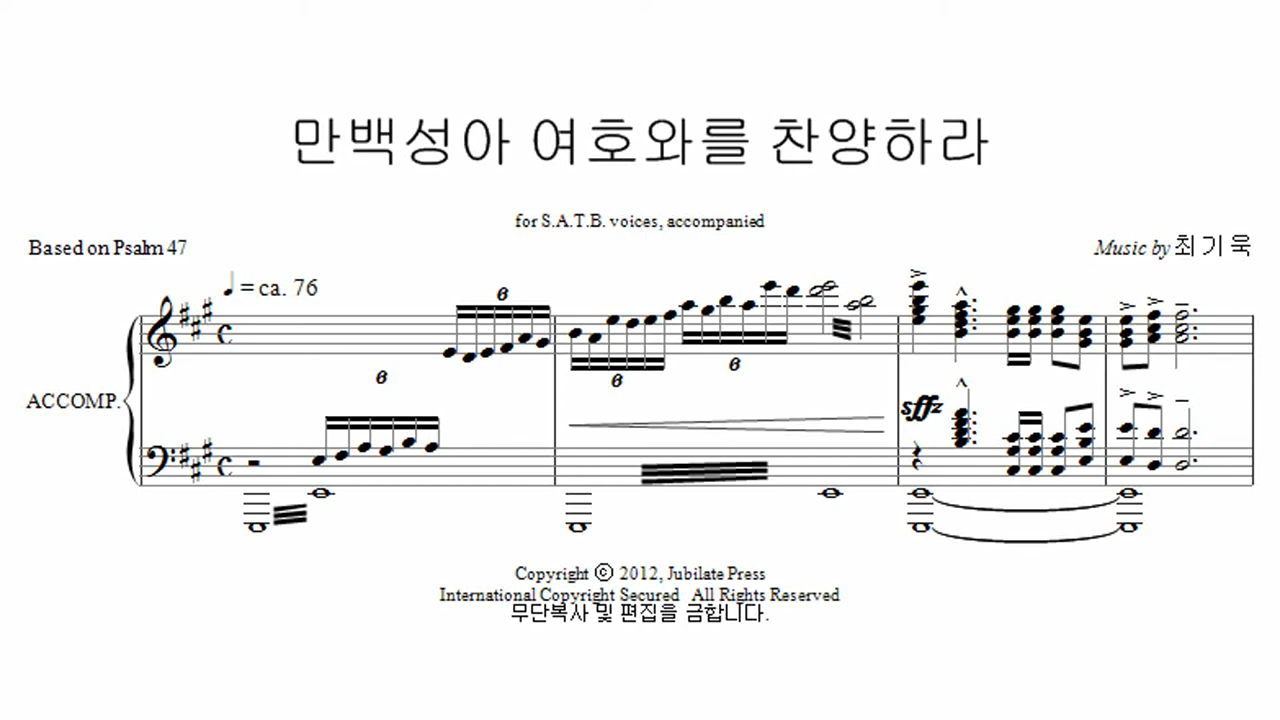 만백성아 여호와를 찬양하라
for S.A.T.B. voices, accompanied
Based on Psalm 47
Music by 최 기 욱
♩ = ca. 76
6
6
6
6
ACCOMP.
sffz
Copyright © 2012, Jubilate Press
International Copyright Secured All Rights Reserved
무단복사 및 편집을 금합니다.